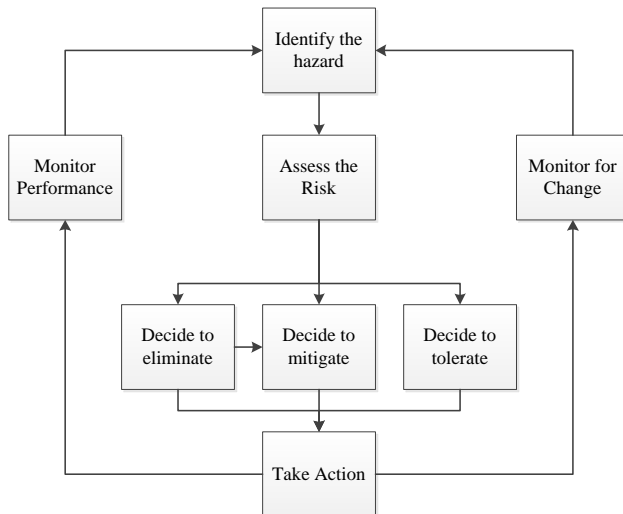 Identify the
hazard
Monitor
Performance
Assess the
Risk
Monitor for
Change
Decide to
eliminate
Decide to
mitigate
Decide to
tolerate
Take Action